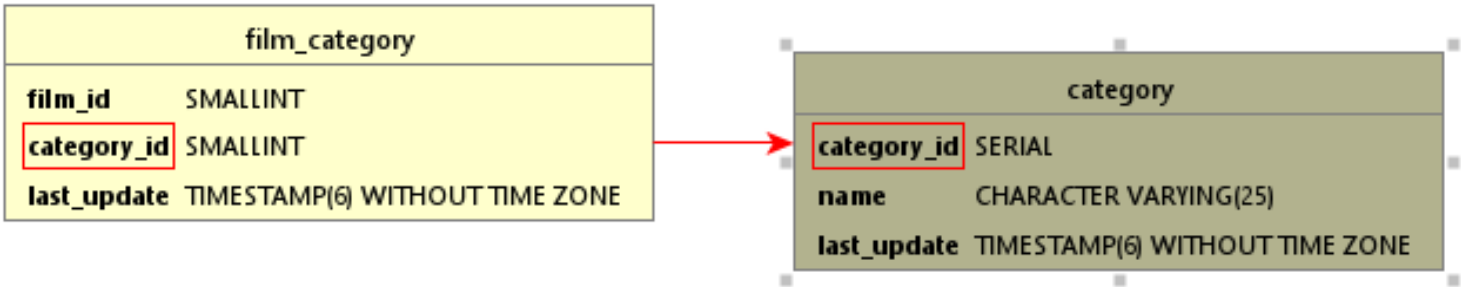 film_category
film_id SMALLINT
category_id SMALLINT
last_update TIMESTAMP(6) WITHOUT TIME ZONE
category
category_id SERIAL
name CHARACTER VARYING(25)
last_update TIMESTAMP(6) WITHOUT TIME ZONE